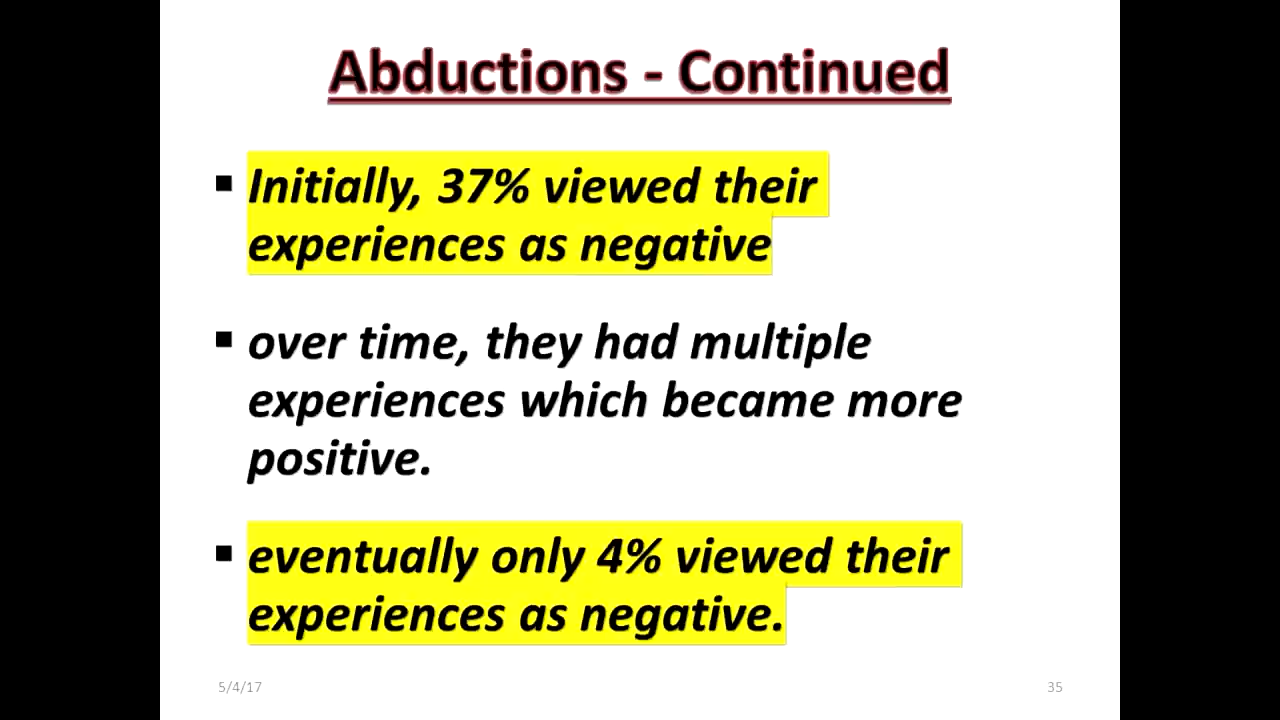 Abductions - Continued
▪ Initially, 37% viewed their
experiences as negative
▪ over time, they had multiple
experiences which became more
positive.
▪ eventually only 4% viewed their
experiences as negative.
5/4/17
35